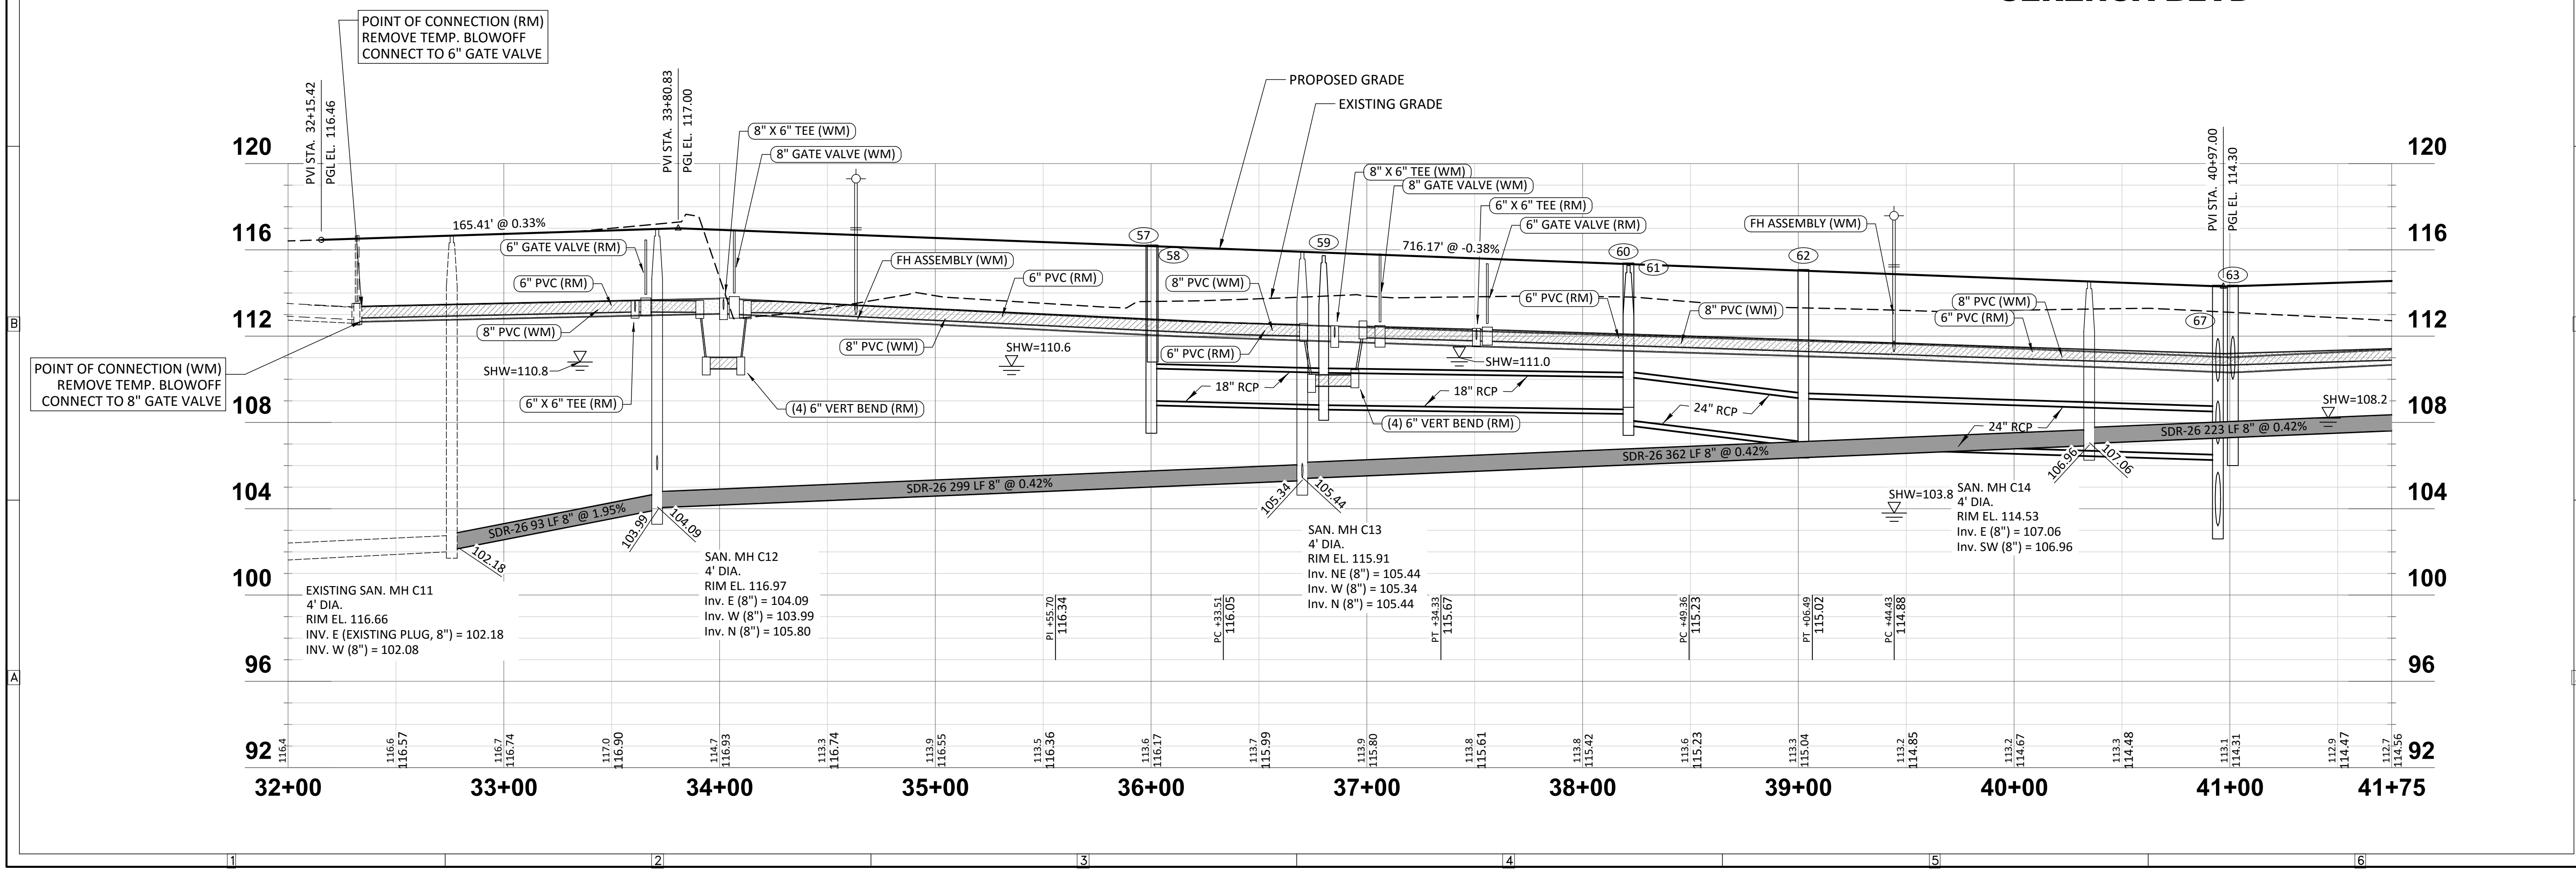 POINT OF CONNECTION (RM)
REMOVE TEMP. BLOWOFF
CONNECT TO 6" GATE VALVE
PVI STA. 32+15.42
PGL EL. 116.46
PVI STA. 33+80.83
PGL EL. 117.00
8" X 6" TEE (WM)
8" GATE VALVE (WM)
PROPOSED GRADE
EXISTING GRADE
8" X 6" TEE (WM)
8" GATE VALVE (WM)
6" X 6" TEE (RM)
6" GATE VALVE (RM)
FH ASSEMBLY (WM)
PVI STA. 40+97.00
PGL EL. 114.30
120
120
165.41' @ 0.33%
116
116
6" GATE VALVE (RM)
57
58
59
716.17' @ -0.38%
60
61
62
63
67
6" PVC (RM)
FH ASSEMBLY (WM)
6" PVC (RM)
8" PVC (WM)
6" PVC (RM)
8" PVC (WM)
8" PVC (WM)
6" PVC (RM)
112
112
8" PVC (WM)
8" PVC (WM)
6" PVC (RM)
SHW=110.8
SHW=110.6
SHW=111.0
POINT OF CONNECTION (WM)
REMOVE TEMP. BLOWOFF
CONNECT TO 8" GATE VALVE
6" X 6" TEE (RM)
(4) 6" VERT BEND (RM)
18" RCP
18" RCP
(4) 6" VERT BEND (RM)
24" RCP
24" RCP
SHW=108.2
108
108
SDR-26 93 LF 8" @ 1.95%
SDR-26 299 LF 8" @ 0.42%
SDR-26 362 LF 8" @ 0.42%
SDR-26 223 LF 8" @ 0.42%
104
104
102.18
103.99
104.09
105.34
105.44
106.96
107.06
SHW=103.8
EXISTING SAN. MH C11
4' DIA.
RIM EL. 116.66
INV. E (EXISTING PLUG, 8") = 102.18
INV. W (8") = 102.08
SAN. MH C12
4' DIA.
RIM EL. 116.97
Inv. E (8") = 104.09
Inv. W (8") = 103.99
Inv. N (8") = 105.80
SAN. MH C13
4' DIA.
RIM EL. 115.91
Inv. NE (8") = 105.44
Inv. W (8") = 105.34
Inv. N (8") = 105.44
SAN. MH C14
4' DIA.
RIM EL. 114.53
Inv. E (8") = 107.06
Inv. SW (8") = 106.96
100
100
PI +55.70
116.34
PC +33.51
116.05
PT +34.33
115.67
PC +49.36
115.23
PT +06.49
115.02
PC +44.43
114.88
96
96
92
92
116.4
116.6
116.57
116.7
116.74
117.0
116.90
114.7
116.93
113.3
116.74
113.9
116.55
113.5
116.36
113.6
116.17
113.7
115.99
113.9
115.80
113.8
115.61
113.8
115.42
113.6
115.23
113.3
115.04
113.2
114.85
113.2
114.67
113.3
114.48
113.1
114.31
112.9
114.47
112.7
114.56
32+00
33+00
34+00
35+00
36+00
37+00
38+00
39+00
40+00
41+00
41+75
B
A
1
2
3
4
5
6